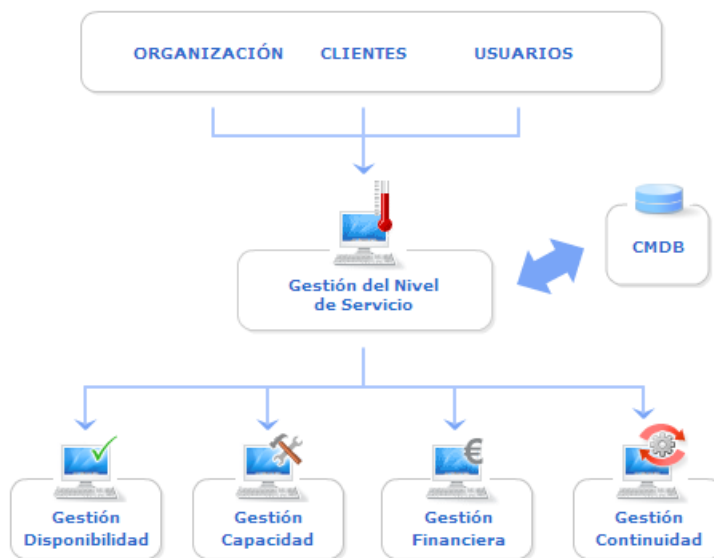 ORGANIZACIÓN CLIENTES USUARIOS
CMDB
Gestión del Nivel
de Servicio
Gestión
Disponibilidad
Gestión
Capacidad
€
Gestión
Financiera
Gestión
Continuidad